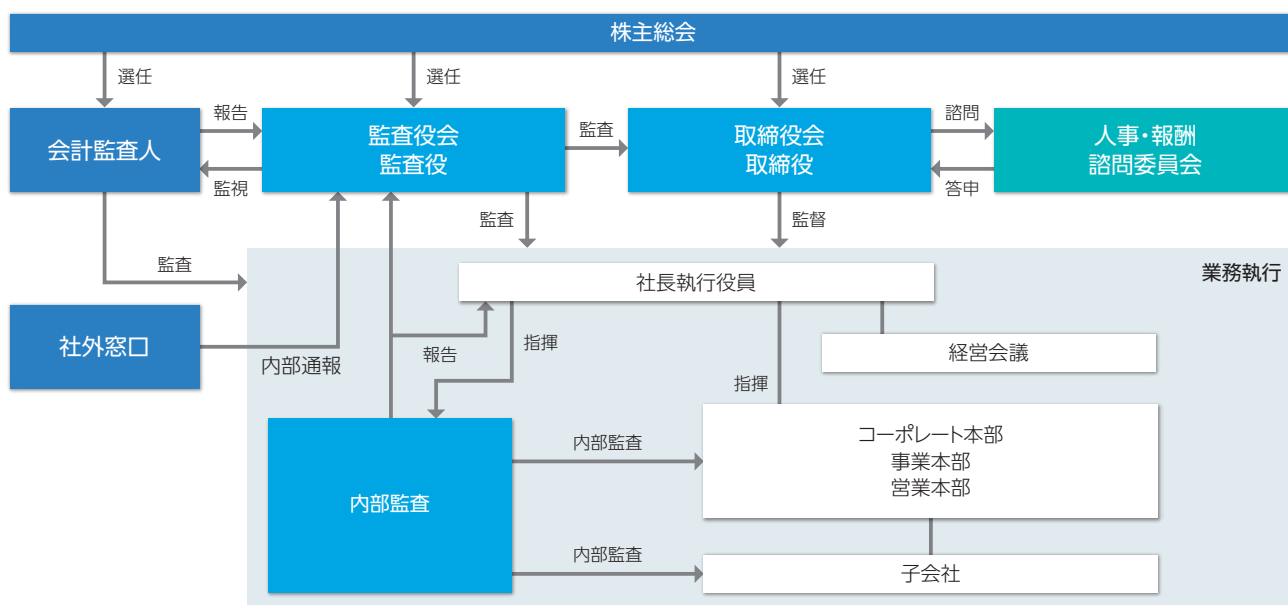 株主総会
選任
選任
選任
会計監査人
報告
監視
監査役会
監査役
監査
取締役会
取締役
諮問
答申
人事・報酬
諮問委員会
監査
監督
監査
業務執行
社長執行役員
社外窓口
内部通報
報告
指揮
経営会議
指揮
内部監査
内部監査
コーポレート本部
事業本部
営業本部
内部監査
子会社